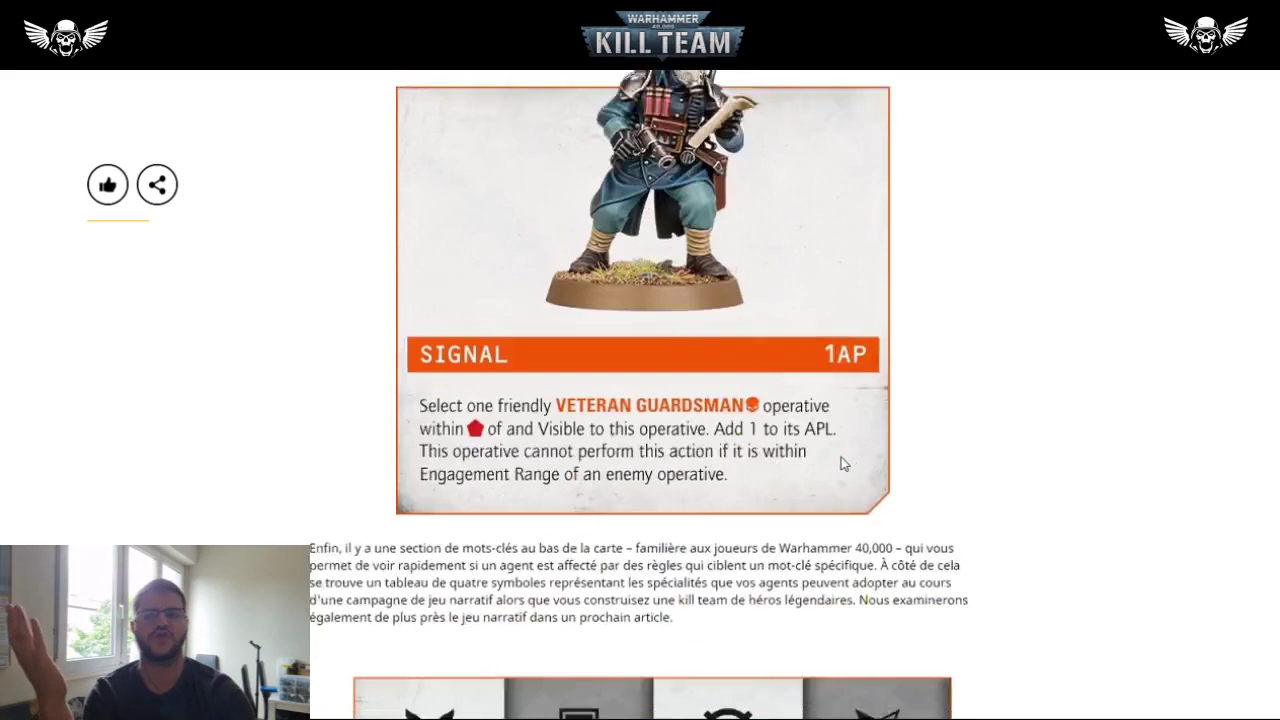 WARHAMMER
40,000
KILL TEAM
SIGNAL 1AP
Select one friendly VETERAN GUARDSMAN operative
within of and Visible to this operative. Add 1 to its APL.
This operative cannot perform this action if it is within
Engagement Range of an enemy operative.
Enfin, il y a une section de mots-clés au bas de la carte – familière aux joueurs de Warhammer 40,000 – qui vous
permet de voir rapidement si un agent est affecté par des règles qui ciblent un mot-clé spécifique. À côté de cela
se trouve un tableau de quatre symboles représentant les spécialités que vos agents peuvent adopter au cours
d'une campagne de jeu narratif alors que vous construisez une kill team de héros légendaires. Nous examinerons
également de plus près le jeu narratif dans un prochain article.